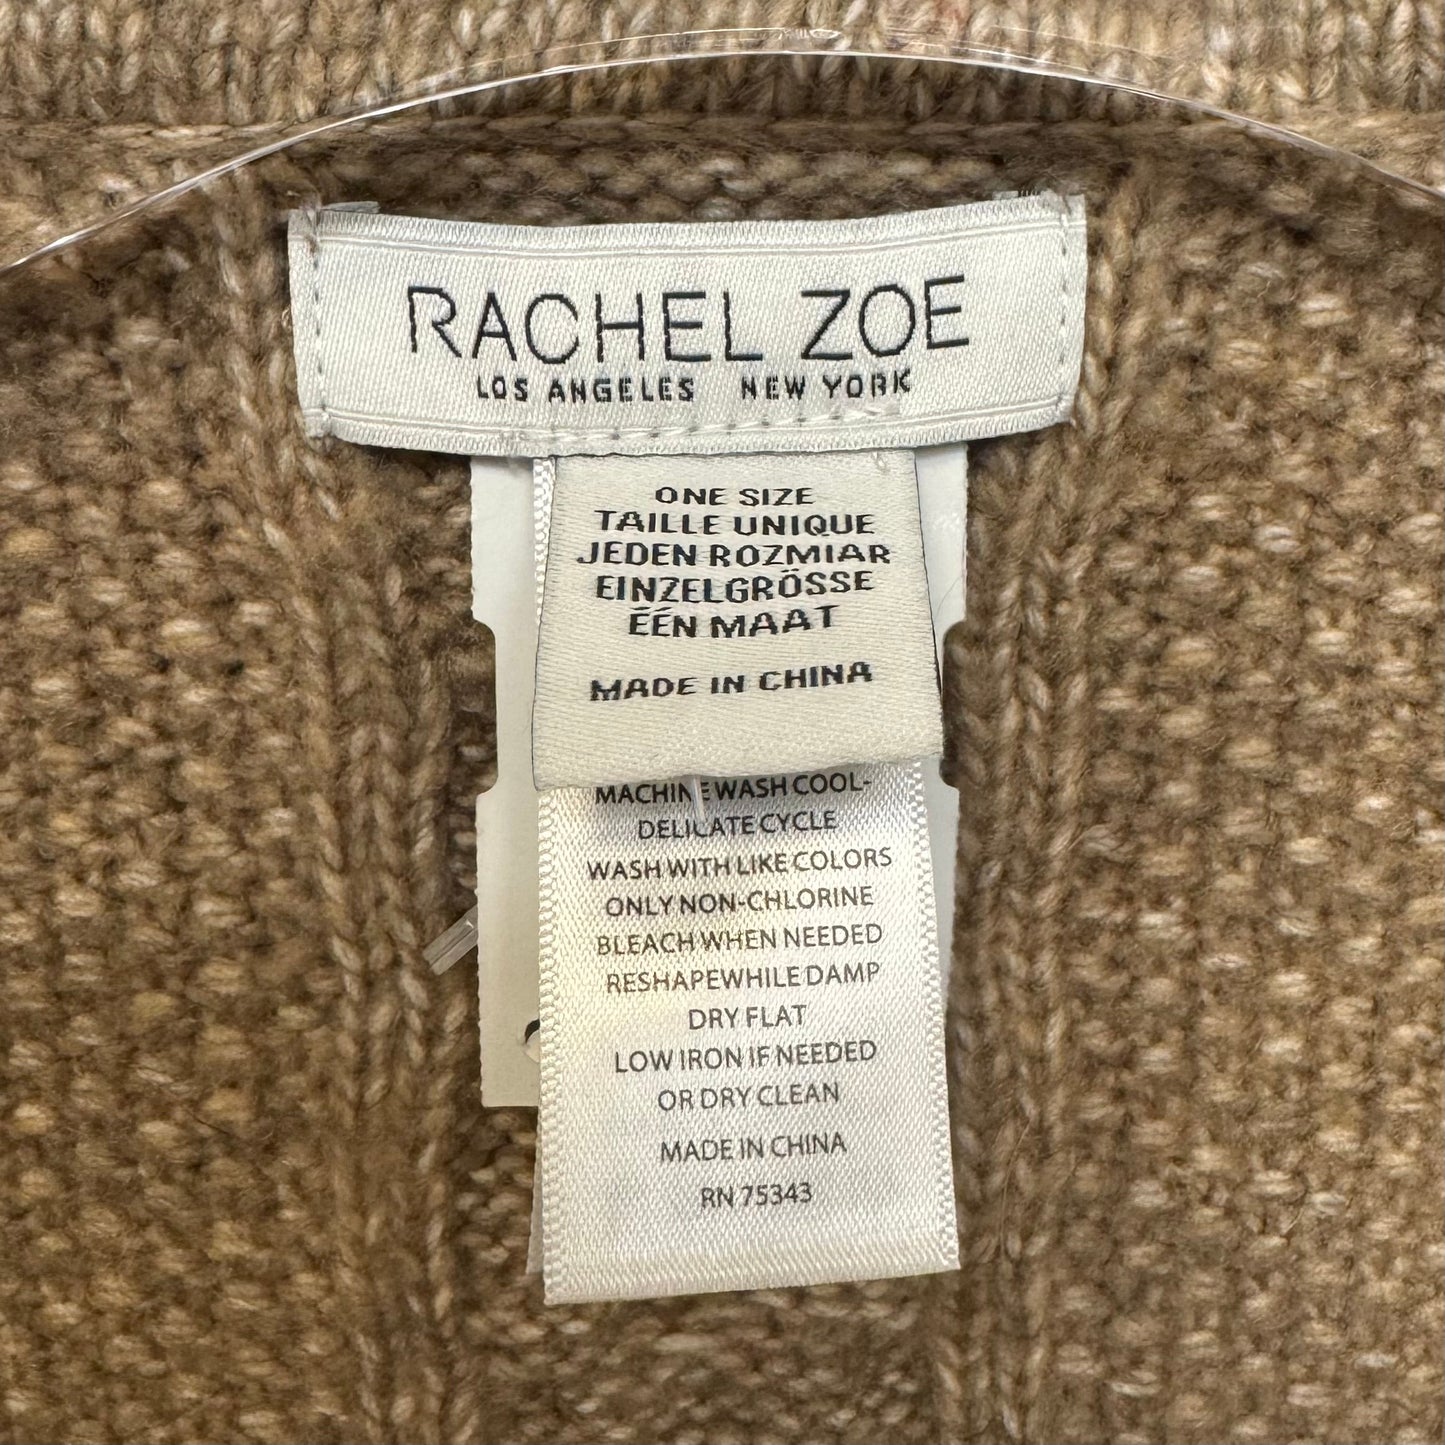 RACHEL ZOE
LOS ANGELES NEW YORK
ONE SIZE
TAILLE UNIQUE
JEDEN ROZMIAR
EINZELGRÖSSE
ÉÉN MAAT
MADE IN CHINA
MACHINE WASH COOL-
DELICATE CYCLE
WASH WITH LIKE COLORS
ONLY NON-CHLORINE
BLEACH WHEN NEEDED
RESHAPE WHILE DAMP
DRY FLAT
LOW IRON IF NEEDED
OR DRY CLEAN
MADE IN CHINA
RN 75343